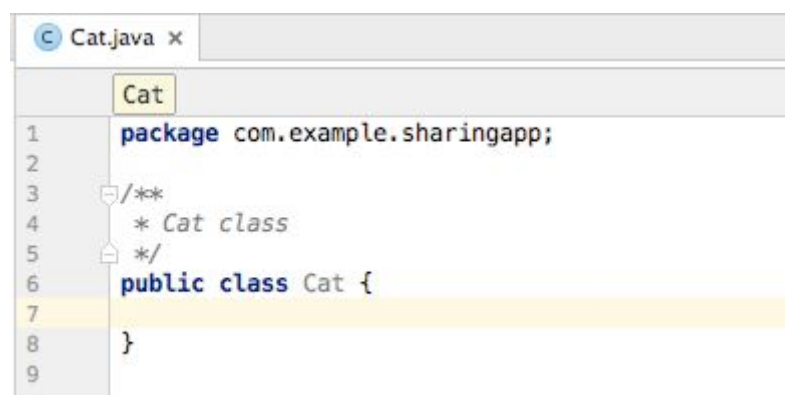 C Cat.java ×
Cat
1 package com.example.sharingapp;
2
3 /**
4  * Cat class
5  */
6 public class Cat {
7
8 }
9